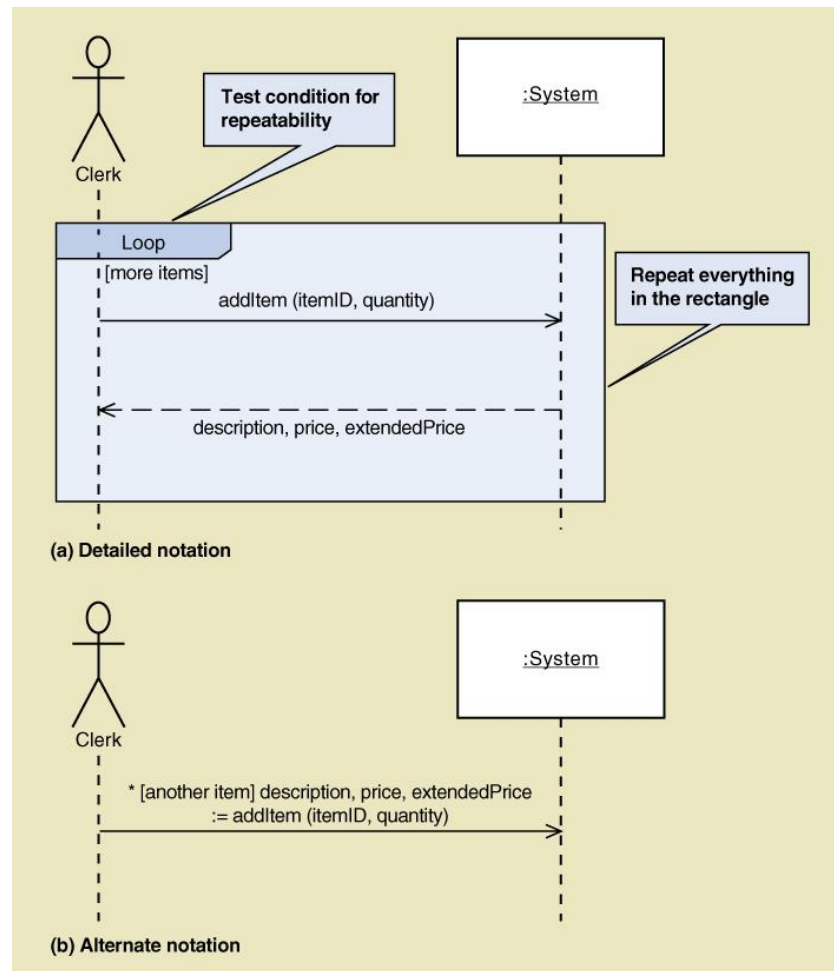 :System
Test condition for
repeatability
Clerk
Loop
[more items]
addItem (itemID, quantity)
Repeat everything
in the rectangle
description, price, extendedPrice
(a) Detailed notation
:System
Clerk
* [another item] description, price, extendedPrice
:= addItem (itemID, quantity)
(b) Alternate notation